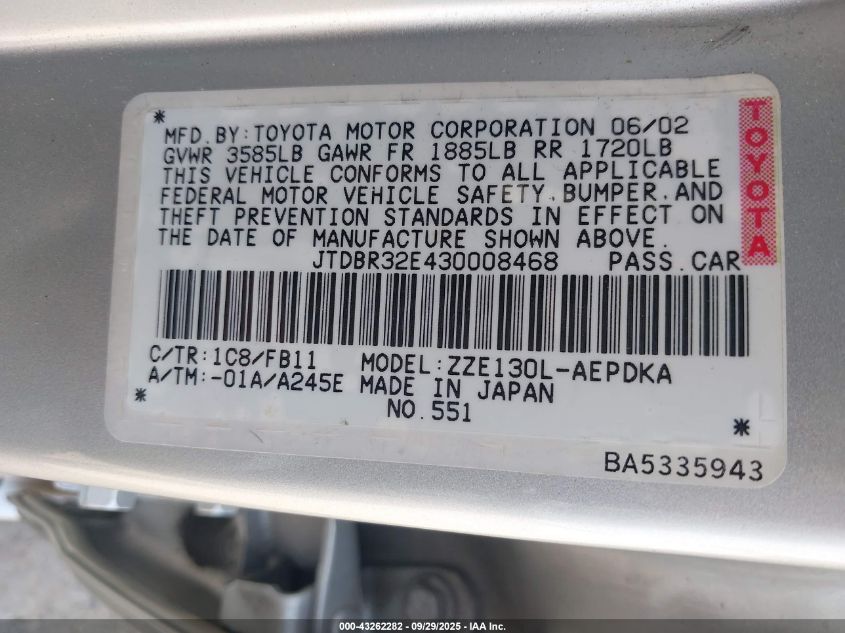 * MFD.BY:TOYOTA MOTOR CORPORATION 06/02
GVWR 3585LB GAWR FR 1885LB RR 1720LB
THIS VEHICLE CONFORMS TO ALL APPLICABLE
FEDERAL MOTOR VEHICLE SAFETY,BUMPER,AND
THEFT PREVENTION STANDARDS IN EFFECT ON
THE DATE OF MANUFACTURE SHOWN ABOVE.
JTDBR32E430008468 PASS.CAR
TOYOTA
C/TR:1C8/FB11 MODEL:ZZE130L-AEPDKA
A/TM:-01A/A245E MADE IN JAPAN
* NO.551 *
BA5335943
000-43262282 - 09/29/2025 - IAA Inc.